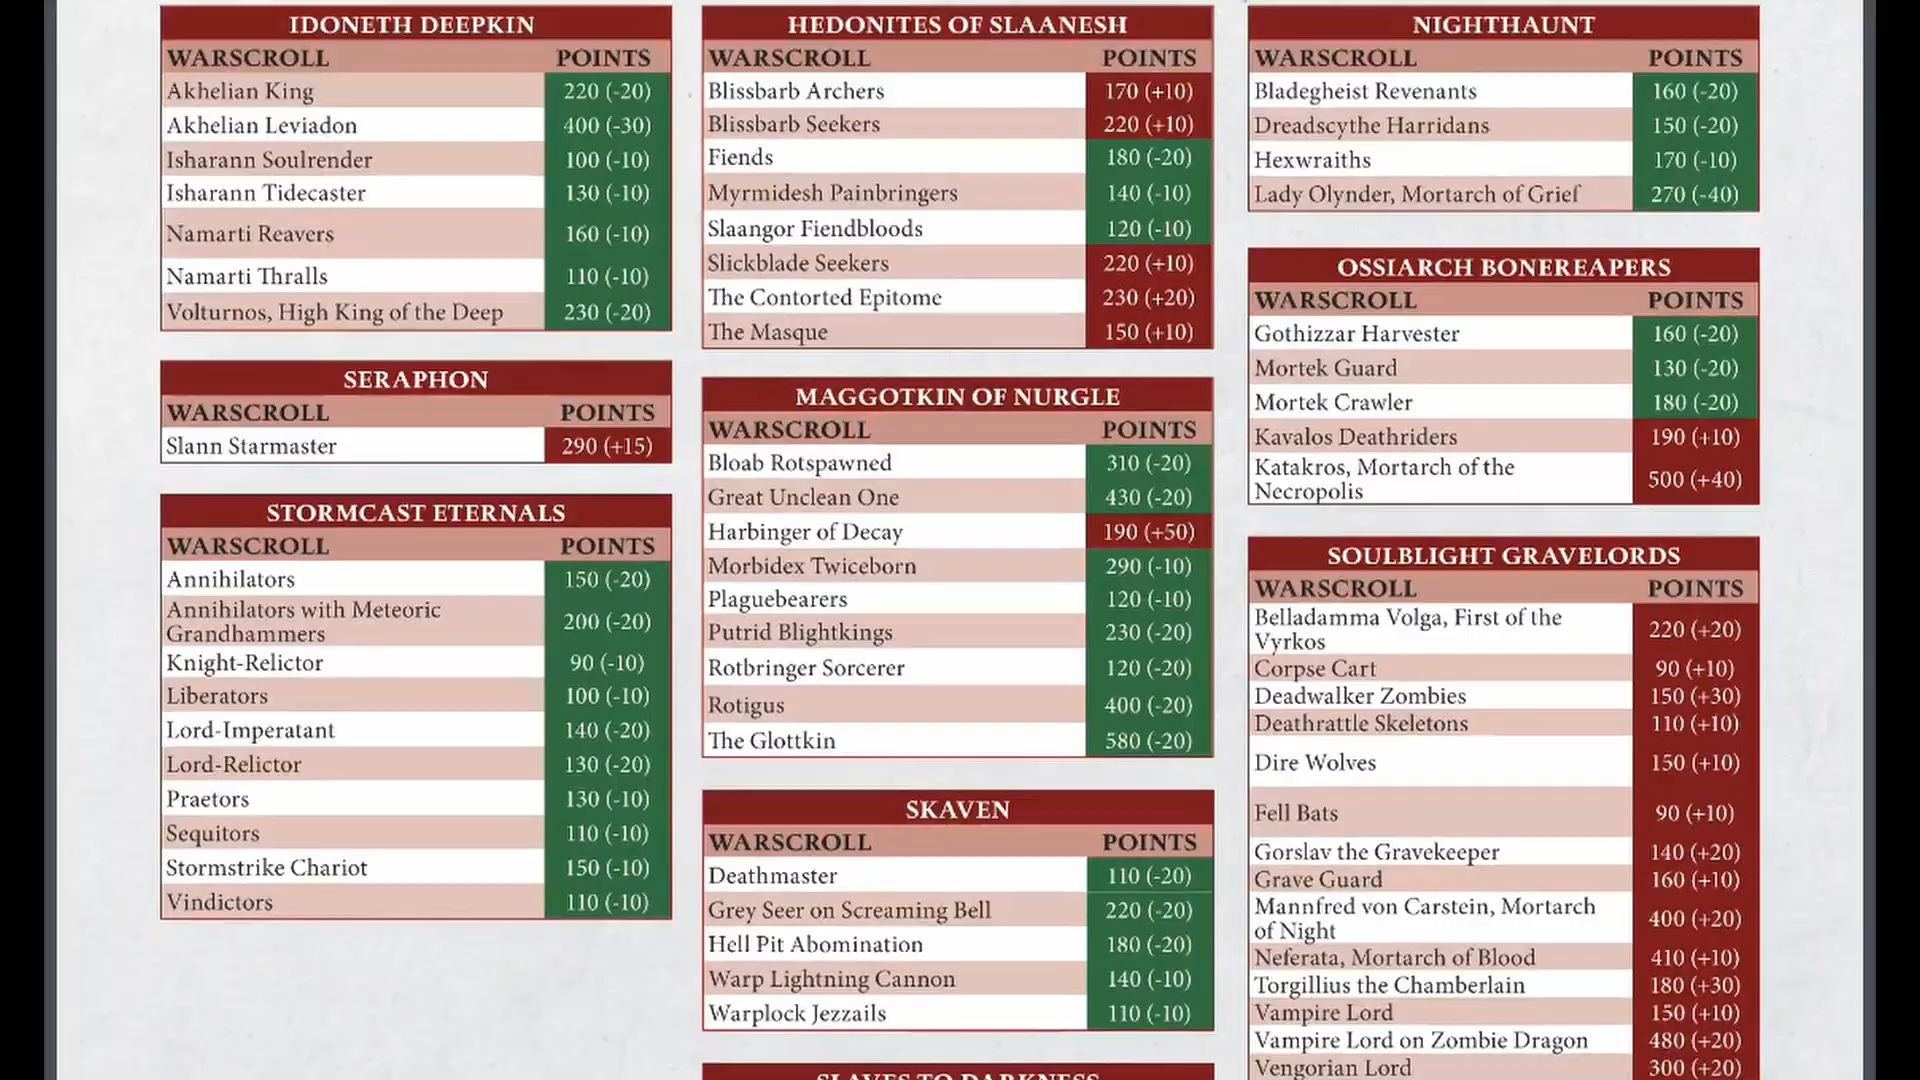 IDONETH DEEPKIN
WARSCROLL POINTS
Akhelian King 220 (-20)
Akhelian Leviadon 400 (-30)
Isharann Soulrender 100 (-10)
Isharann Tidecaster 130 (-10)
Namarti Reavers 160 (-10)
Namarti Thralls 110 (-10)
Volturnos, High King of the Deep 230 (-20)
SERAPHON
WARSCROLL POINTS
Slann Starmaster 290 (+15)
STORMCAST ETERNALS
WARSCROLL POINTS
Annihilators 150 (-20)
Annihilators with Meteoric
Grandhammers 200 (-20)
Knight-Relictor 90 (-10)
Liberators 100 (-10)
Lord-Imperatant 140 (-20)
Lord-Relictor 130 (-20)
Praetors 130 (-10)
Sequitors 110 (-10)
Stormstrike Chariot 150 (-10)
Vindictors 110 (-10)
HEDONITES OF SLAANESH
WARSCROLL POINTS
Blissbarb Archers 170 (+10)
Blissbarb Seekers 220 (+10)
Fiends 180 (-20)
Myrmidesh Painbringers 140 (-10)
Slaangor Fiendbloods 120 (-10)
Slickblade Seekers 220 (+10)
The Contorted Epitome 230 (+20)
The Masque 150 (+10)
MAGGOTKIN OF NURGLE
WARSCROLL POINTS
Bloab Rotspawned 310 (-20)
Great Unclean One 430 (-20)
Harbinger of Decay 190 (+50)
Morbidex Twiceborn 290 (-10)
Plaguebearers 120 (-10)
Putrid Blightkings 230 (-20)
Rotbringer Sorcerer 120 (-20)
Rotigus 400 (-20)
The Glottkin 580 (-20)
SKAVEN
WARSCROLL POINTS
Deathmaster 110 (-20)
Grey Seer on Screaming Bell 220 (-20)
Hell Pit Abomination 180 (-20)
Warp Lightning Cannon 140 (-10)
Warplock Jezzails 110 (-10)
SLAVES TO DARKNESS
NIGHTHAUNT
WARSCROLL POINTS
Bladegheist Revenants 160 (-20)
Dreadscythe Harridans 150 (-20)
Hexwraiths 170 (-10)
Lady Olynder, Mortarch of Grief 270 (-40)
OSSIARCH BONEREAPERS
WARSCROLL POINTS
Gothizzar Harvester 160 (-20)
Mortek Guard 130 (-20)
Mortek Crawler 180 (-20)
Kavalos Deathriders 190 (+10)
Katakros, Mortarch of the
Necropolis 500 (+40)
SOULBLIGHT GRAVELORDS
WARSCROLL POINTS
Belladamma Volga, First of the
Vyrkos 220 (+20)
Corpse Cart 90 (+10)
Deadwalker Zombies 150 (+30)
Deathrattle Skeletons 110 (+10)
Dire Wolves 150 (+10)
Fell Bats 90 (+10)
Gorslav the Gravekeeper 140 (+20)
Grave Guard 160 (+10)
Mannfred von Carstein, Mortarch
of Night 400 (+20)
Neferata, Mortarch of Blood 410 (+10)
Torgillius the Chamberlain 180 (+30)
Vampire Lord 150 (+10)
Vampire Lord on Zombie Dragon 480 (+20)
Vengorian Lord 300 (+20)